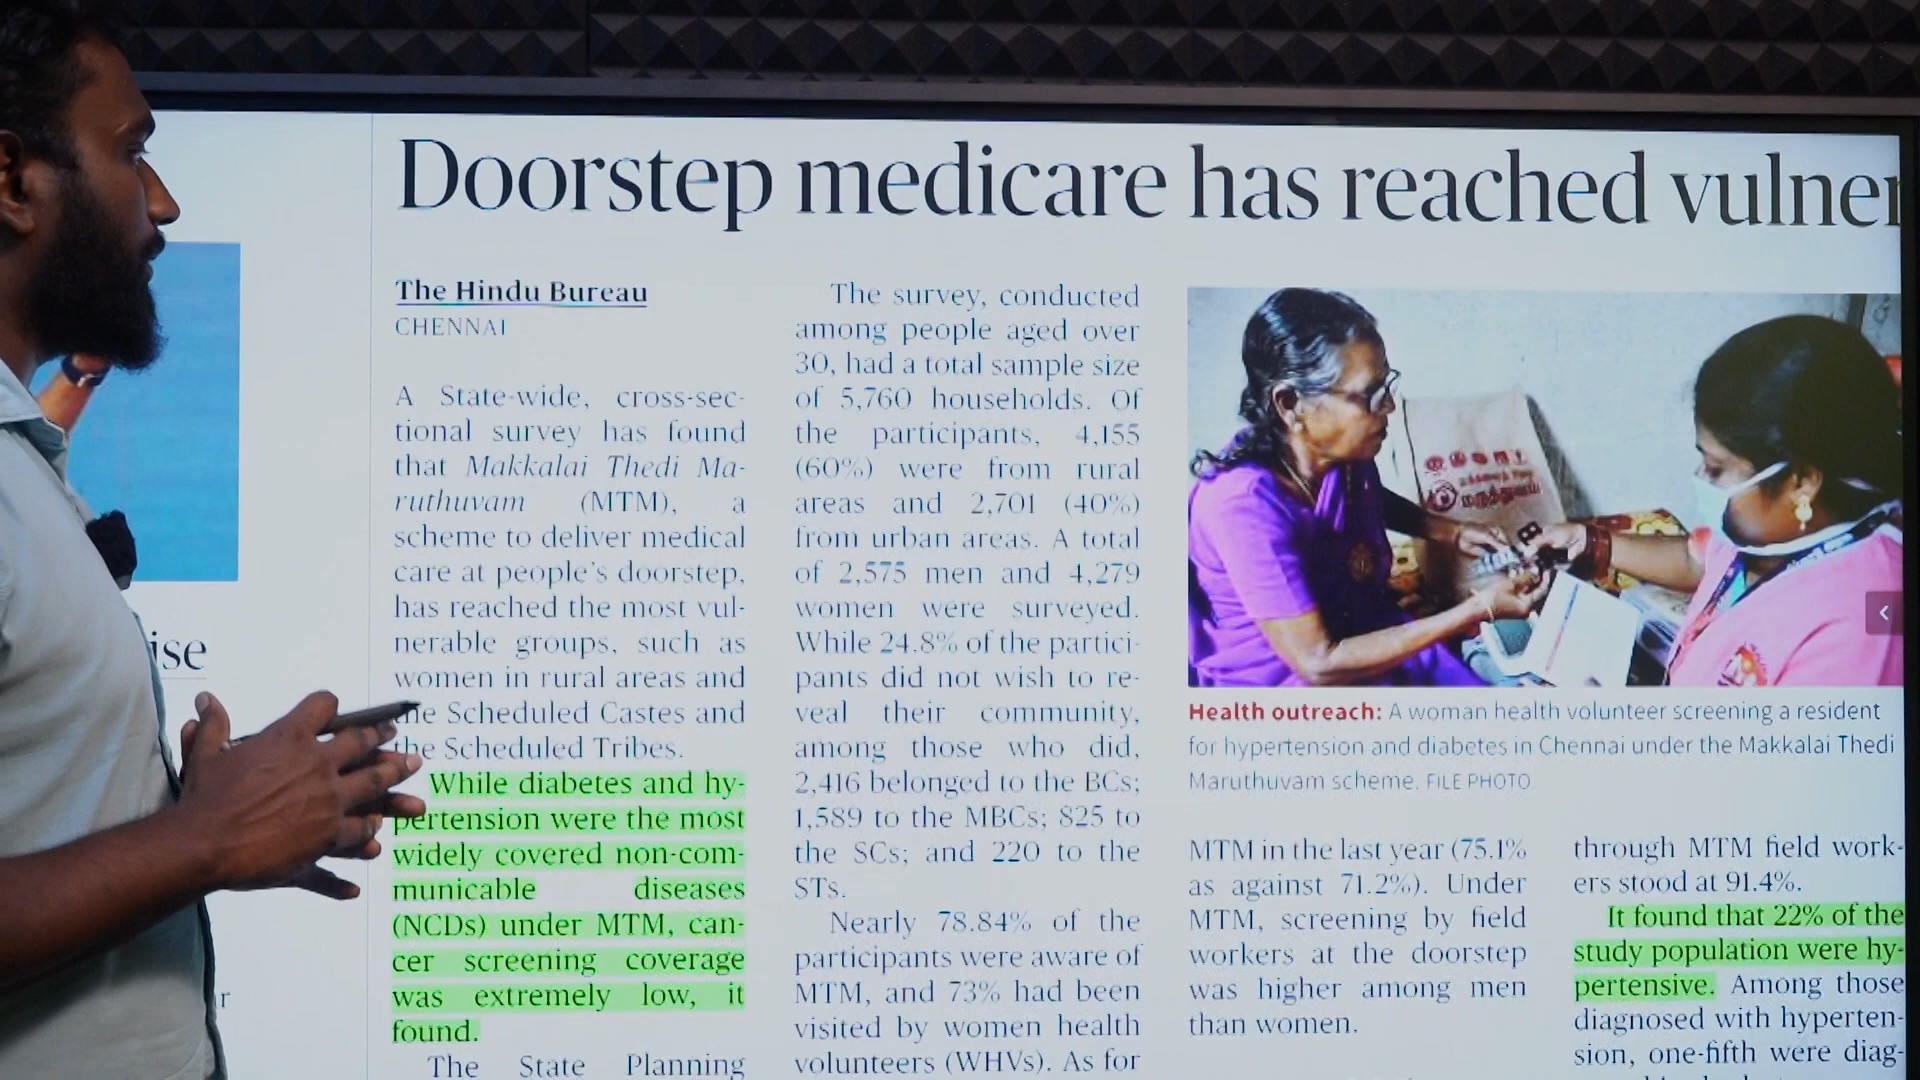 Doorstep medicare has reached vulner
The Hindu Bureau
CHENNAI
A State-wide, cross-sec-
tional survey has found
that Makkalai Thedi Ma-
ruthuvam (MTM), a
scheme to deliver medical
care at people's doorstep,
has reached the most vul-
nerable groups, such as
women in rural areas and
the Scheduled Castes and
the Scheduled Tribes.
While diabetes and hy-
pertension were the most
widely covered non-com-
municable diseases
(NCDs) under MTM, can-
cer screening coverage
was extremely low, it
found.
The State Planning
The survey, conducted
among people aged over
30, had a total sample size
of 5,760 households. Of
the participants, 4,155
(60%) were from rural
areas and 2,701 (40%)
from urban areas. A total
of 2,575 men and 4,279
women were surveyed.
While 24.8% of the partici-
pants did not wish to re-
veal their community,
among those who did,
2,416 belonged to the BCs;
1,589 to the MBCs; 825 to
the SCs; and 220 to the
STs.
Nearly 78.84% of the
participants were aware of
MTM, and 73% had been
visited by women health
volunteers (WHVs). As for
மருத்துவம்
Health outreach: A woman health volunteer screening a resident
for hypertension and diabetes in Chennai under the Makkalai Thedi
Maruthuvam scheme. FILE PHOTO
MTM in the last year (75.1%
as against 71.2%). Under
MTM, screening by field
workers at the doorstep
was higher among men
than women.
through MTM field work-
ers stood at 91.4%.
It found that 22% of the
study population were hy-
pertensive. Among those
diagnosed with hyperten-
sion, one-fifth were diag-
ise